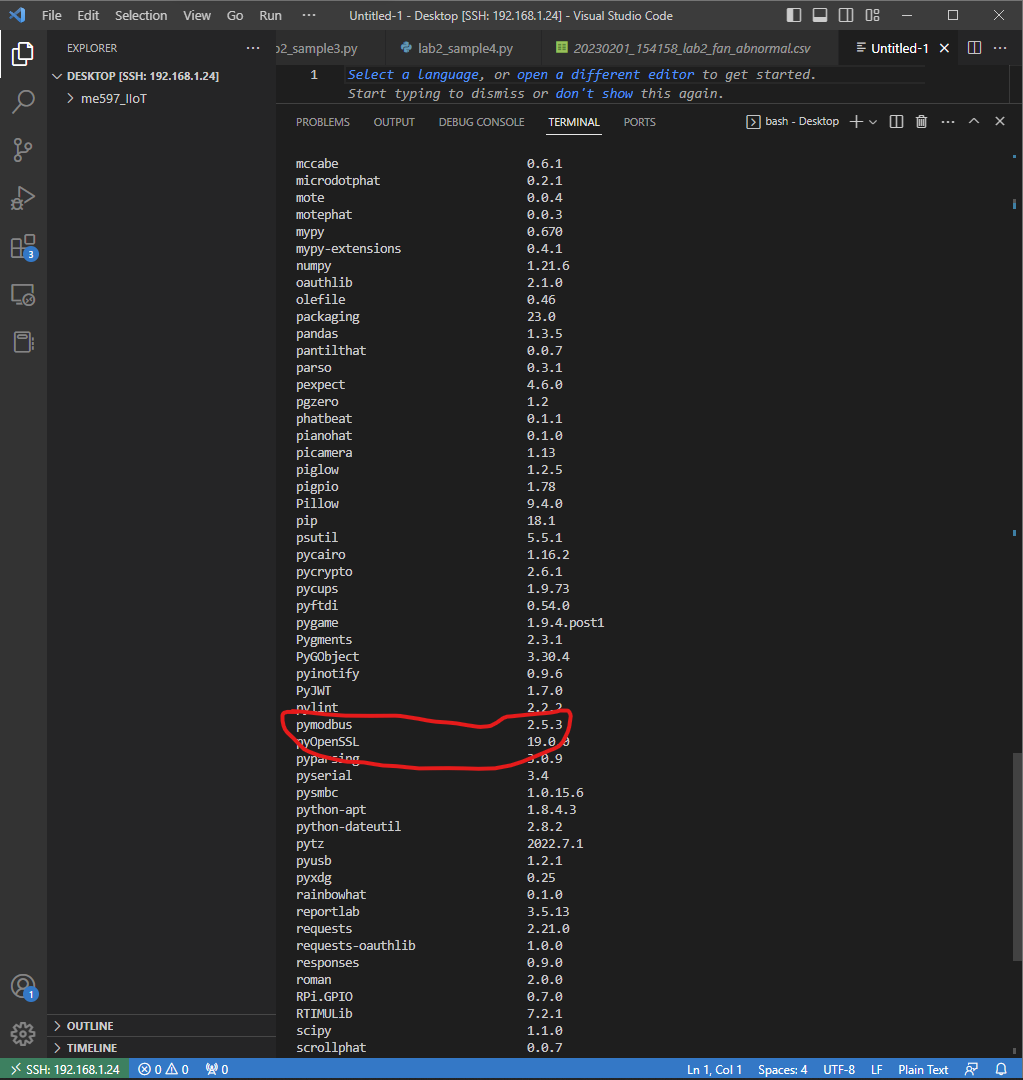 File Edit Selection View Go Run ··· Untitled-1 - Desktop [SSH: 192.168.1.24] - Visual Studio Code
EXPLORER ···
b2_sample3.py lab2_sample4.py 20230201_154158_lab2_fan_abnormal.csv Untitled-1
DESKTOP [SSH: 192.168.1.24]
me597_IIoT
1 Select a language, or open a different editor to get started.
Start typing to dismiss or don't show this again.
PROBLEMS OUTPUT DEBUG CONSOLE TERMINAL PORTS bash - Desktop
mccabe 0.6.1
microdotphat 0.2.1
mote 0.0.4
motephat 0.0.3
mypy 0.670
mypy-extensions 0.4.1
numpy 1.21.6
oauthlib 2.1.0
olefile 0.46
packaging 23.0
pandas 1.3.5
pantilthat 0.0.7
parso 0.3.1
pexpect 4.6.0
pgzero 1.2
phatbeat 0.1.1
pianohat 0.1.0
picamera 1.13
piglow 1.2.5
pigpio 1.78
Pillow 9.4.0
pip 18.1
psutil 5.5.1
pycairo 1.16.2
pycrypto 2.6.1
pycups 1.9.73
pyftdi 0.54.0
pygame 1.9.4.post1
Pygments 2.3.1
PyGObject 3.30.4
pyinotify 0.9.6
PyJWT 1.7.0
pylint 2.2.2
pymodbus 2.5.3
pyOpenSSL 19.0.0
pyparsing 3.0.9
pyserial 3.4
pysmbc 1.0.15.6
python-apt 1.8.4.3
python-dateutil 2.8.2
pytz 2022.7.1
pyusb 1.2.1
pyxdg 0.25
rainbowhat 0.1.0
reportlab 3.5.13
requests 2.21.0
requests-oauthlib 1.0.0
responses 0.9.0
roman 2.0.0
RPi.GPIO 0.7.0
RTIMULib 7.2.1
scipy 1.1.0
scrollphat 0.0.7
3
1
OUTLINE
TIMELINE
SSH: 192.168.1.24 0 0 0 Ln 1, Col 1 Spaces: 4 UTF-8 LF Plain Text